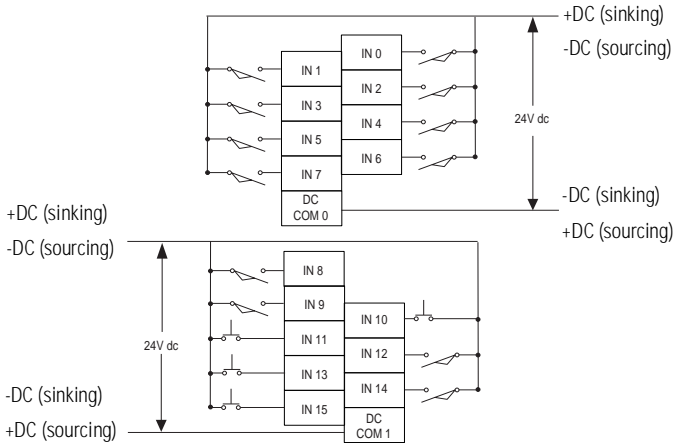 +DC (sinking)
-DC (sourcing)
IN 0
IN 1
IN 2
IN 3
IN 4
24V dc
IN 5
IN 6
IN 7
DC
COM 0
-DC (sinking)
+DC (sourcing)
+DC (sinking)
-DC (sourcing)
IN 8
IN 9
IN 10
IN 11
24V dc
IN 12
IN 13
IN 14
IN 15
DC
COM 1
-DC (sinking)
+DC (sourcing)